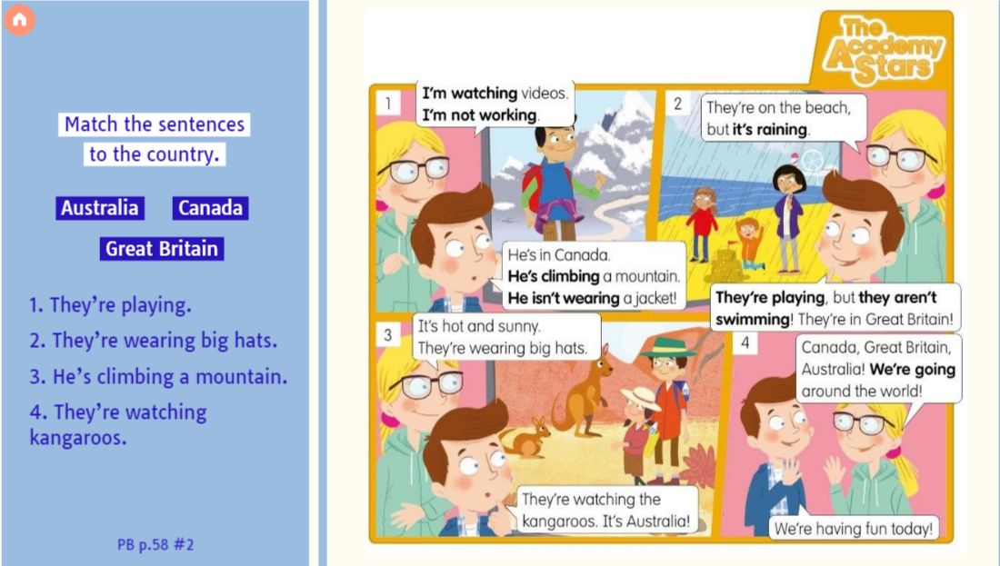 Match the sentences
to the country.
Australia
Canada
Great Britain
1. They're playing.
2. They're wearing big hats.
3. He's climbing a mountain.
4. They're watching
kangaroos.
PB p.58 #2
The
Academy
Stars
1
I'm watching videos.
I'm not working.
He's in Canada.
He's climbing a mountain.
He isn't wearing a jacket!
2
They're on the beach,
but it's raining.
They're playing, but they aren't
swimming! They're in Great Britain!
3
It's hot and sunny.
They're wearing big hats.
They're watching the
kangaroos. It's Australia!
4
Canada, Great Britain,
Australia! We're going
around the world!
We're having fun today!